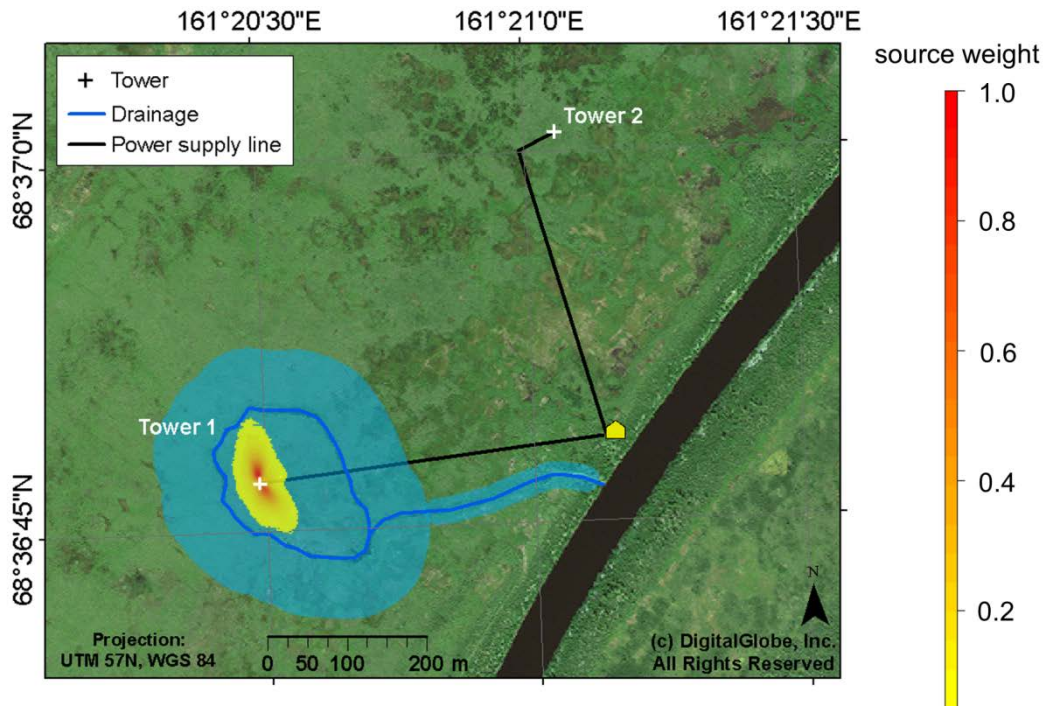 161°20'30"E 161°21'0"E 161°21'30"E
source weight
Tower
Drainage
Power supply line
Tower 2
68°37'0"N
Tower 1
68°36'45"N
1.0
0.8
0.6
0.4
0.2
N
Projection:
UTM 57N, WGS 84
0 50 100 200 m
(c) DigitalGlobe, Inc.
All Rights Reserved